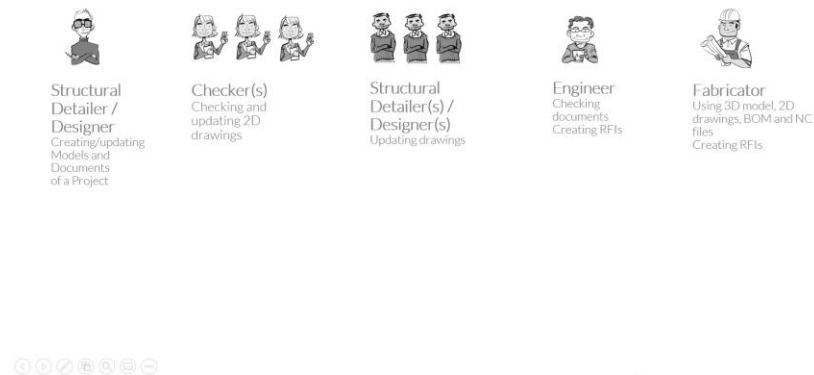 Structural
Detailer /
Designer
Creating/updating
Models and
Documents
of a Project
Checker(s)
Checking and
updating 2D
drawings
Structural
Detailer(s) /
Designer(s)
Updating drawings
Engineer
Checking
documents
Creating RFIs
Fabricator
Using 3D model, 2D
drawings, BOM and NC
files
Creating RFIs